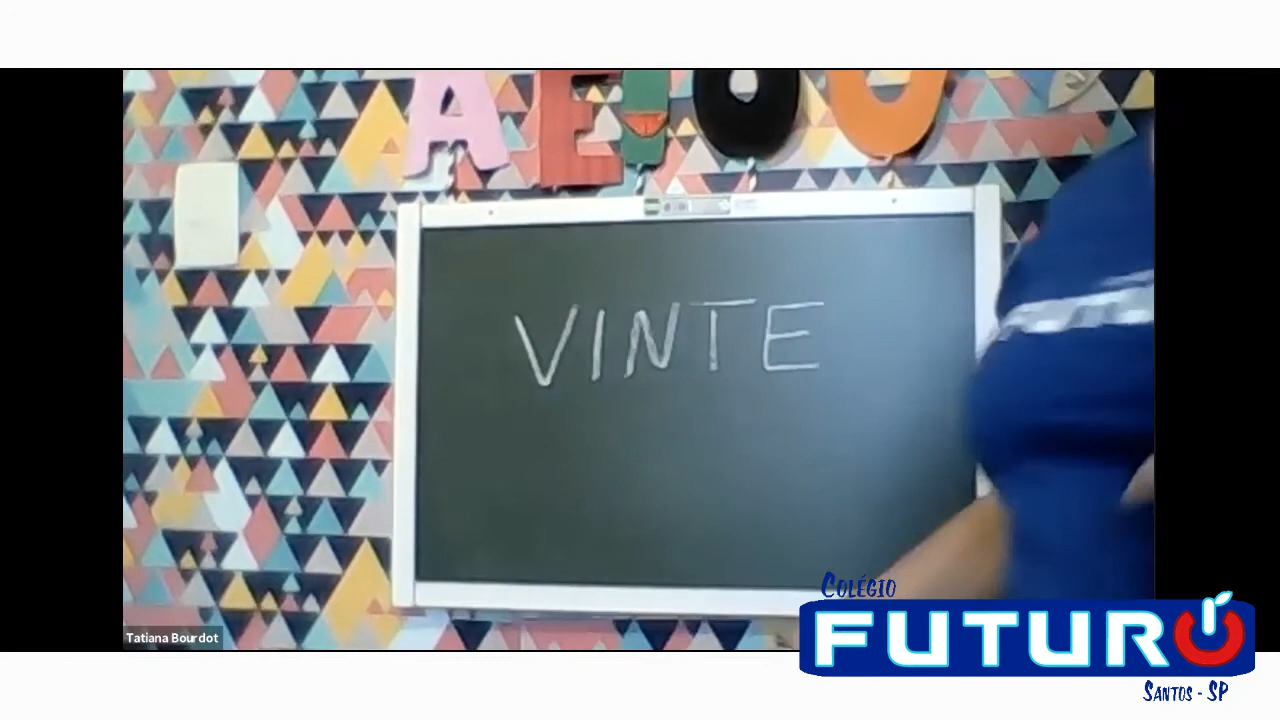 A E I O U
VINTE
Tatiana Bourdot
COLÉGIO
FUTURO
SANTOS - SP